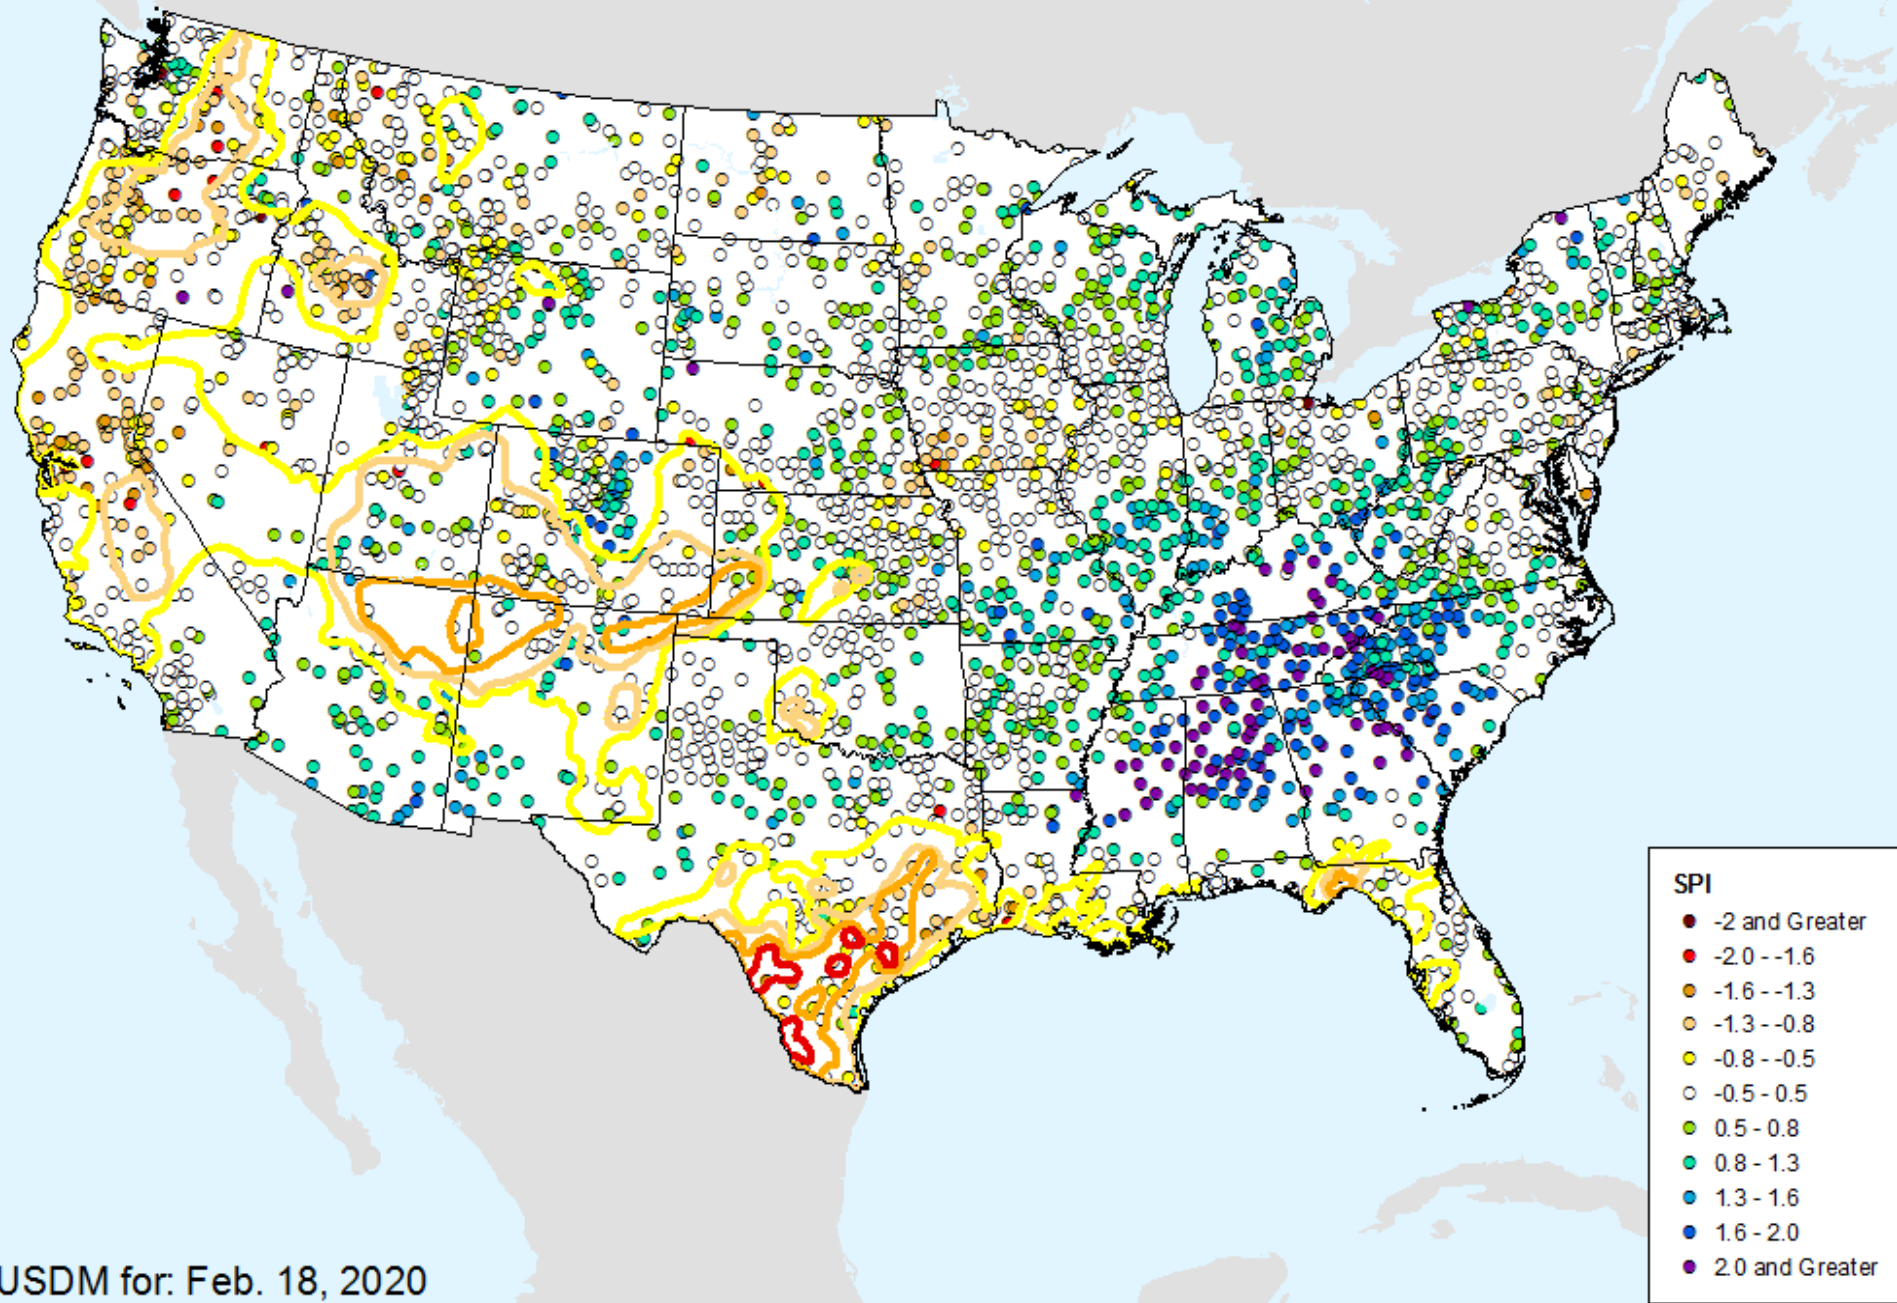 SPI
-2 and Greater
-2.0 - -1.6
-1.6 - -1.3
-1.3 - -0.8
-0.8 - -0.5
-0.5 - 0.5
0.5 - 0.8
0.8 - 1.3
1.3 - 1.6
1.6 - 2.0
2.0 and Greater
USDM for: Feb. 18, 2020